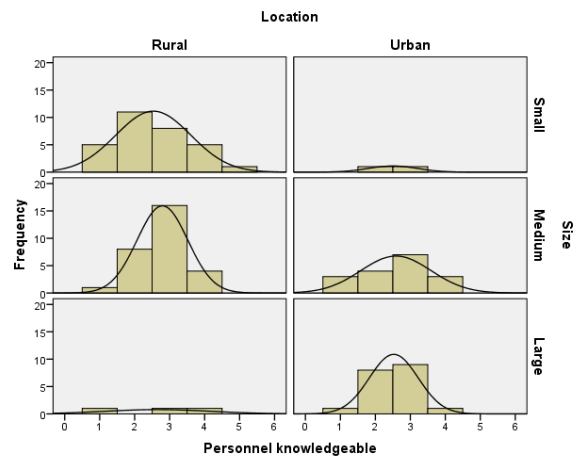 Location
Rural Urban
20
15
10
5
0
Small
20
15
10
5
0
Medium
20
15
10
5
0
Large
Frequency
Size
0 1 2 3 4 5 6 0 1 2 3 4 5 6
Personnel knowledgeable